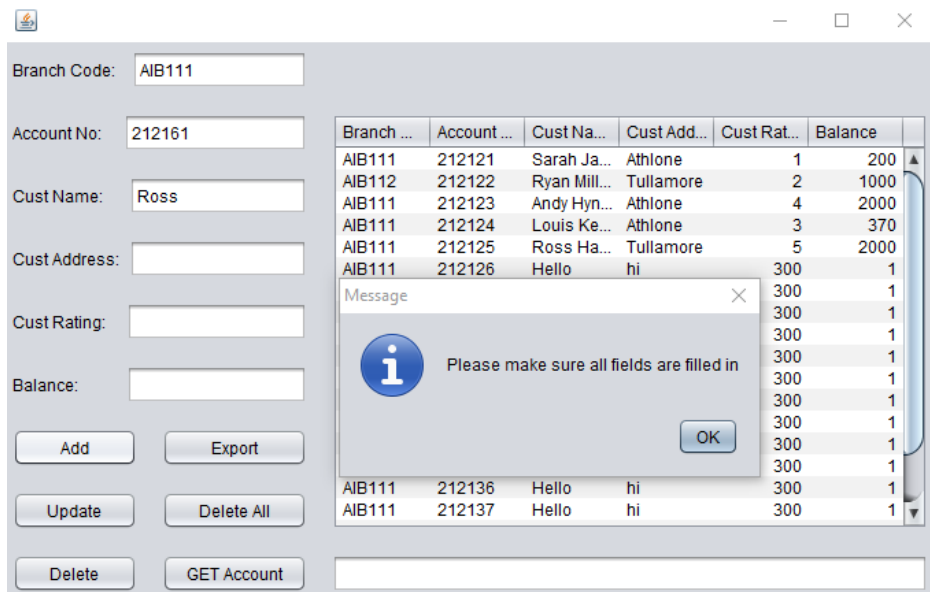 Branch Code: AIB111
Account No: 212161
Cust Name: Ross
Cust Address:
Cust Rating:
Balance:
Add Export
Update Delete All
Delete GET Account
Branch ... Account ... Cust Na... Cust Add... Cust Rat... Balance
AIB111 212121 Sarah Ja... Athlone 1 200
AIB112 212122 Ryan Mill... Tullamore 2 1000
AIB111 212123 Andy Hyn... Athlone 4 2000
AIB111 212124 Louis Ke... Athlone 3 370
AIB111 212125 Ross Ha... Tullamore 5 2000
AIB111 212126 Hello hi 300 1
300 1
300 1
300 1
300 1
300 1
300 1
300 1
300 1
300 1
AIB111 212136 Hello hi 300 1
AIB111 212137 Hello hi 300 1
Message
Please make sure all fields are filled in
OK